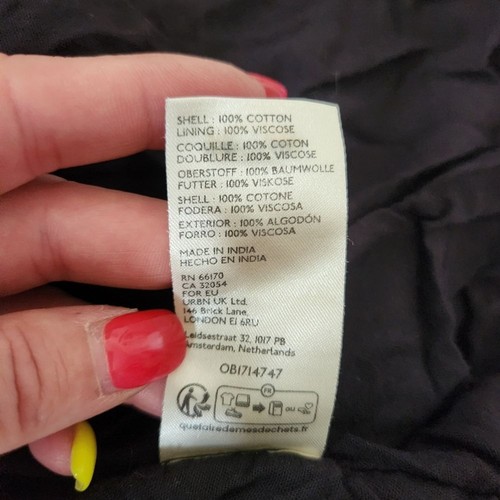 SHELL : 100% COTTON
LINING : 100% VISCOSE
COQUILLE : 100% COTON
DOUBLURE : 100% VISCOSE
OBERSTOFF : 100% BAUMWOLLE
FUTTER : 100% VISKOSE
SHELL : 100% COTONE
FODERA : 100% VISCOSA
EXTERIOR : 100% ALGODÓN
FORRO : 100% VISCOSA
MADE IN INDIA
HECHO EN INDIA
RN 66170
CA 32054
FOR EU
URBN UK Ltd.
146 Brick Lane,
LONDON E1 6RU
Leidsestraat 32, 1017 PB
Amsterdam, Netherlands
OB1714747
FR
OU
quefairedemesdechets.fr